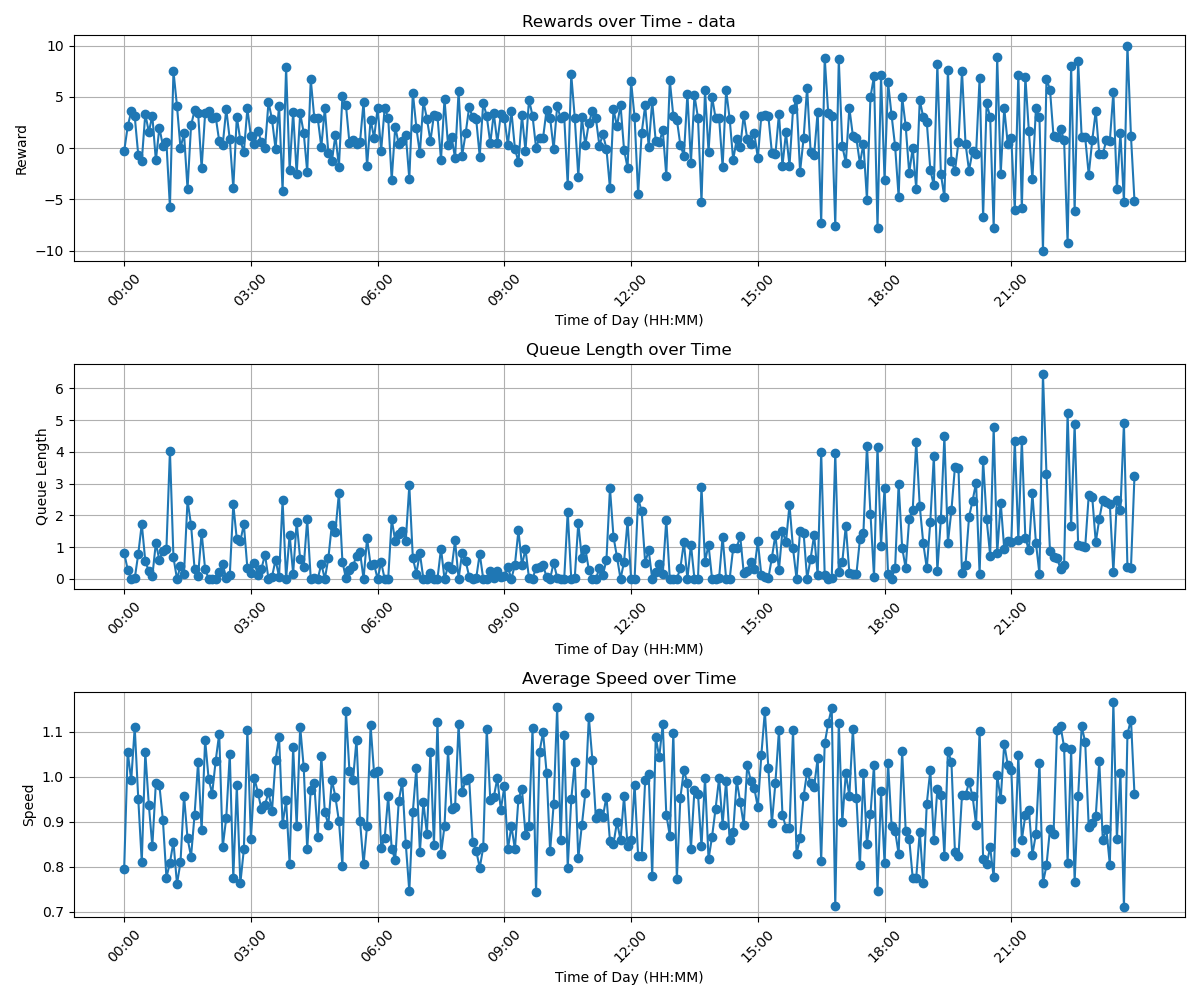 Rewards over Time - data
Reward
10
5
0
−5
−10
00:00 03:00 06:00 09:00 12:00 15:00 18:00 21:00
Time of Day (HH:MM)
Queue Length over Time
Queue Length
6
5
4
3
2
1
0
00:00 03:00 06:00 09:00 12:00 15:00 18:00 21:00
Time of Day (HH:MM)
Average Speed over Time
Speed
1.1
1.0
0.9
0.8
0.7
00:00 03:00 06:00 09:00 12:00 15:00 18:00 21:00
Time of Day (HH:MM)